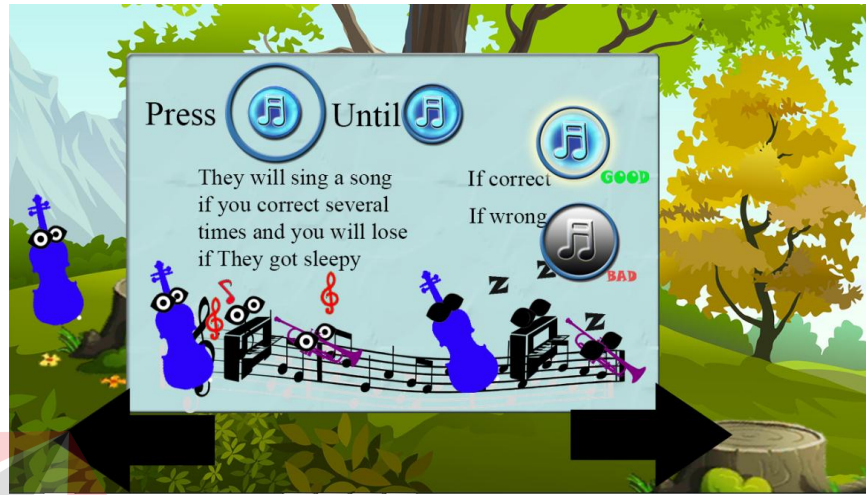 Press Until
They will sing a song
if you correct several
times and you will lose
if They got sleepy
If correct
GOOD
If wrong
BAD
z z
z